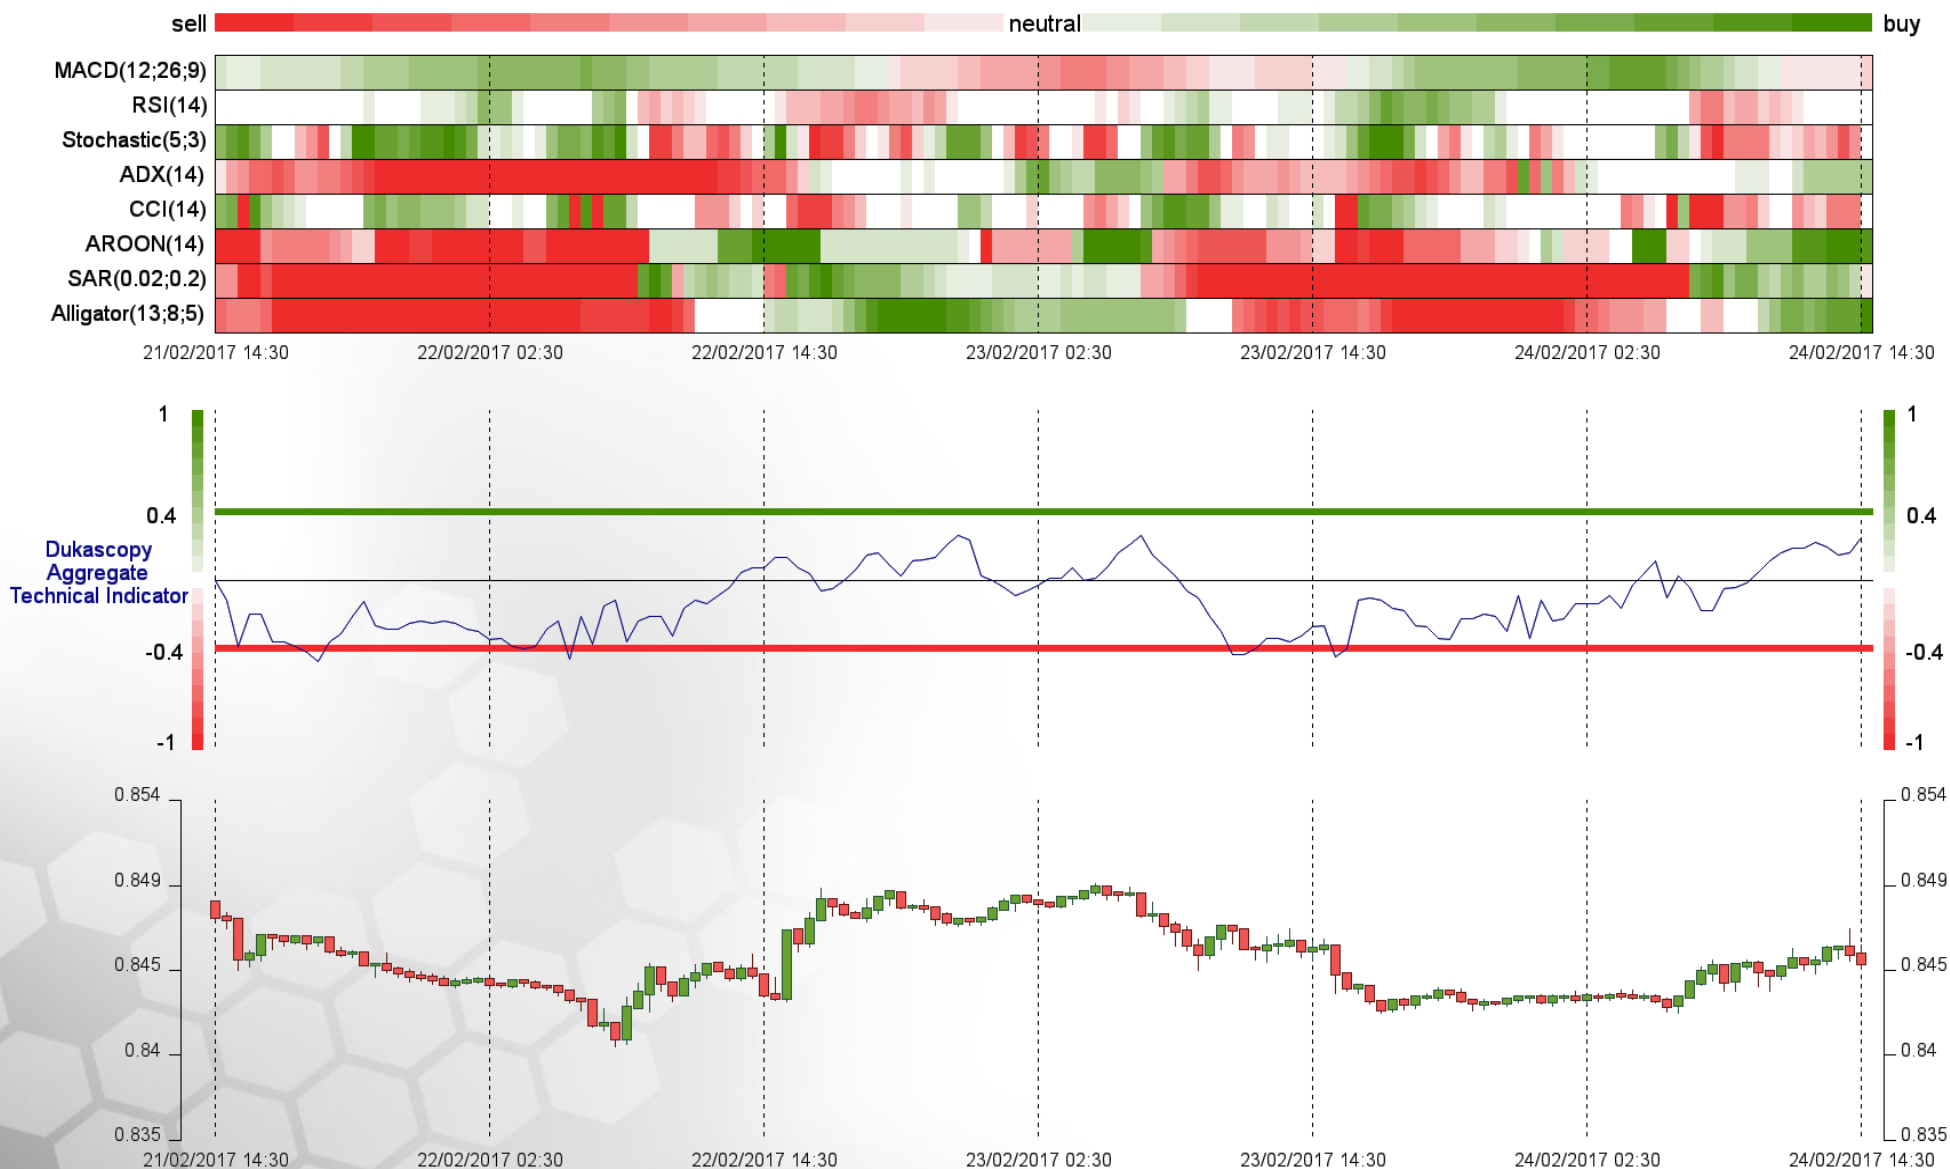 sell neutral buy
MACD(12;26;9)
RSI(14)
Stochastic(5;3)
ADX(14)
CCI(14)
AROON(14)
SAR(0.02;0.2)
Alligator(13;8;5)
21/02/2017 14:30 22/02/2017 02:30 22/02/2017 14:30 23/02/2017 02:30 23/02/2017 14:30 24/02/2017 02:30 24/02/2017 14:30
1 1
0.4 0.4
Dukascopy
Aggregate
Technical Indicator
-0.4 -0.4
-1 -1
0.854 0.854
0.849 0.849
0.845 0.845
0.84 0.84
0.835 0.835
21/02/2017 14:30 22/02/2017 02:30 22/02/2017 14:30 23/02/2017 02:30 23/02/2017 14:30 24/02/2017 02:30 24/02/2017 14:30